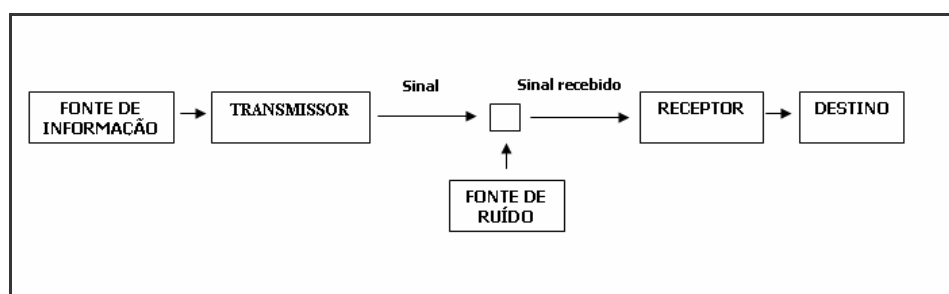 Sinal
Sinal recebido
FONTE DE
INFORMAÇÃO
TRANSMISSOR
RECEPTOR
DESTINO
FONTE DE
RUÍDO